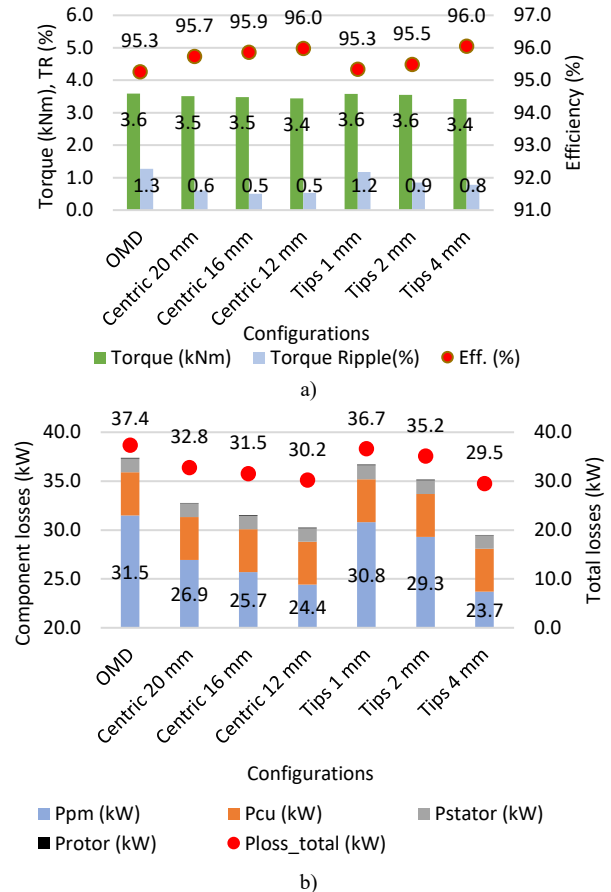 Torque (kNm), TR (%)
Efficiency (%)
6.0
5.0
4.0
3.0
2.0
1.0
0.0
97.0
96.0
95.0
94.0
93.0
92.0
91.0
95.3 95.7 95.9 96.0 95.3 95.5 96.0
3.6 3.5 3.5 3.4 3.6 3.6 3.4
1.3 0.6 0.5 0.5 1.2 0.9 0.8
OMD
Centric 20 mm
Centric 16 mm
Centric 12 mm
Tips 1 mm
Tips 2 mm
Tips 4 mm
Configurations
Torque (kNm) Torque Ripple(%) Eff. (%)
a)
Component losses (kW)
Total losses (kW)
40.0
35.0
30.0
25.0
20.0
40.0
30.0
20.0
10.0
0.0
37.4 32.8 31.5 30.2 36.7 35.2 29.5
31.5 26.9 25.7 24.4 30.8 29.3 23.7
OMD
Centric 20 mm
Centric 16 mm
Centric 12 mm
Tips 1 mm
Tips 2 mm
Tips 4 mm
Configurations
Ppm (kW) Pcu (kW) Pstator (kW)
Protor (kW) Ploss_total (kW)
b)